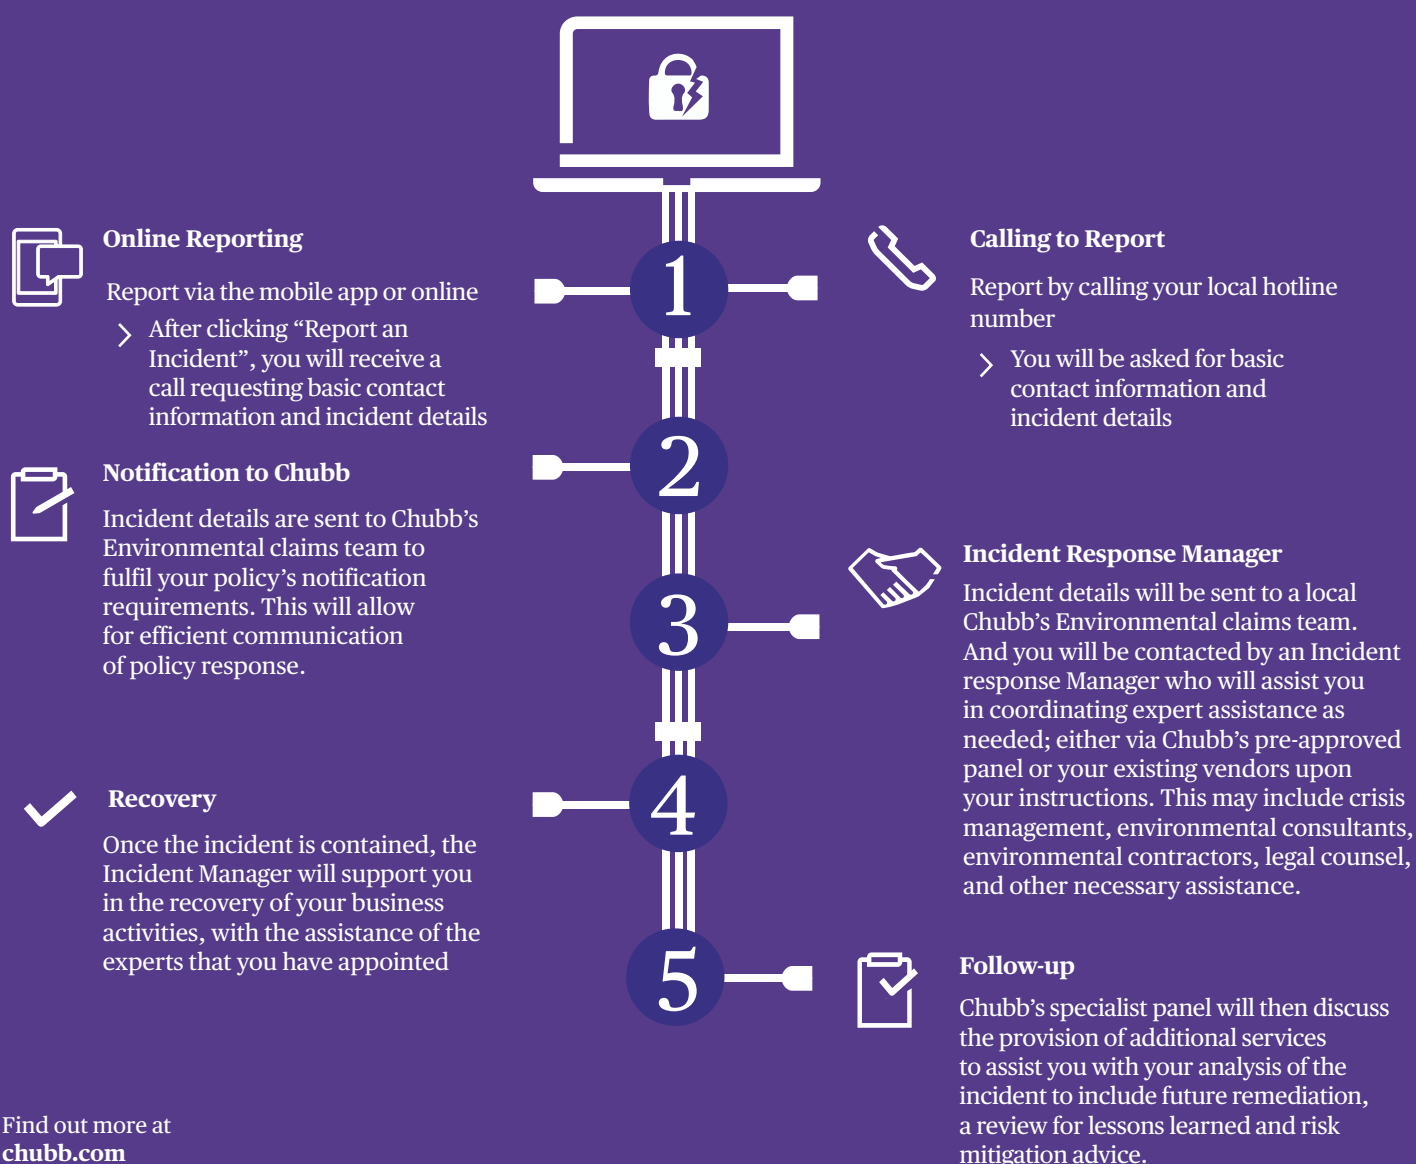 1
Online Reporting
Report via the mobile app or online
After clicking “Report an
Incident”, you will receive a
call requesting basic contact
information and incident details
Calling to Report
Report by calling your local hotline
number
You will be asked for basic
contact information and
incident details
2
Notification to Chubb
Incident details are sent to Chubb’s
Environmental claims team to
fulfil your policy’s notification
requirements. This will allow
for efficient communication
of policy response.
3
Incident Response Manager
Incident details will be sent to a local
Chubb’s Environmental claims team.
And you will be contacted by an Incident
response Manager who will assist you
in coordinating expert assistance as
needed; either via Chubb’s pre-approved
panel or your existing vendors upon
your instructions. This may include crisis
management, environmental consultants,
environmental contractors, legal counsel,
and other necessary assistance.
4
Recovery
Once the incident is contained, the
Incident Manager will support you
in the recovery of your business
activities, with the assistance of the
experts that you have appointed
5
Follow-up
Chubb’s specialist panel will then discuss
the provision of additional services
to assist you with your analysis of the
incident to include future remediation,
a review for lessons learned and risk
mitigation advice.
Find out more at
chubb.com